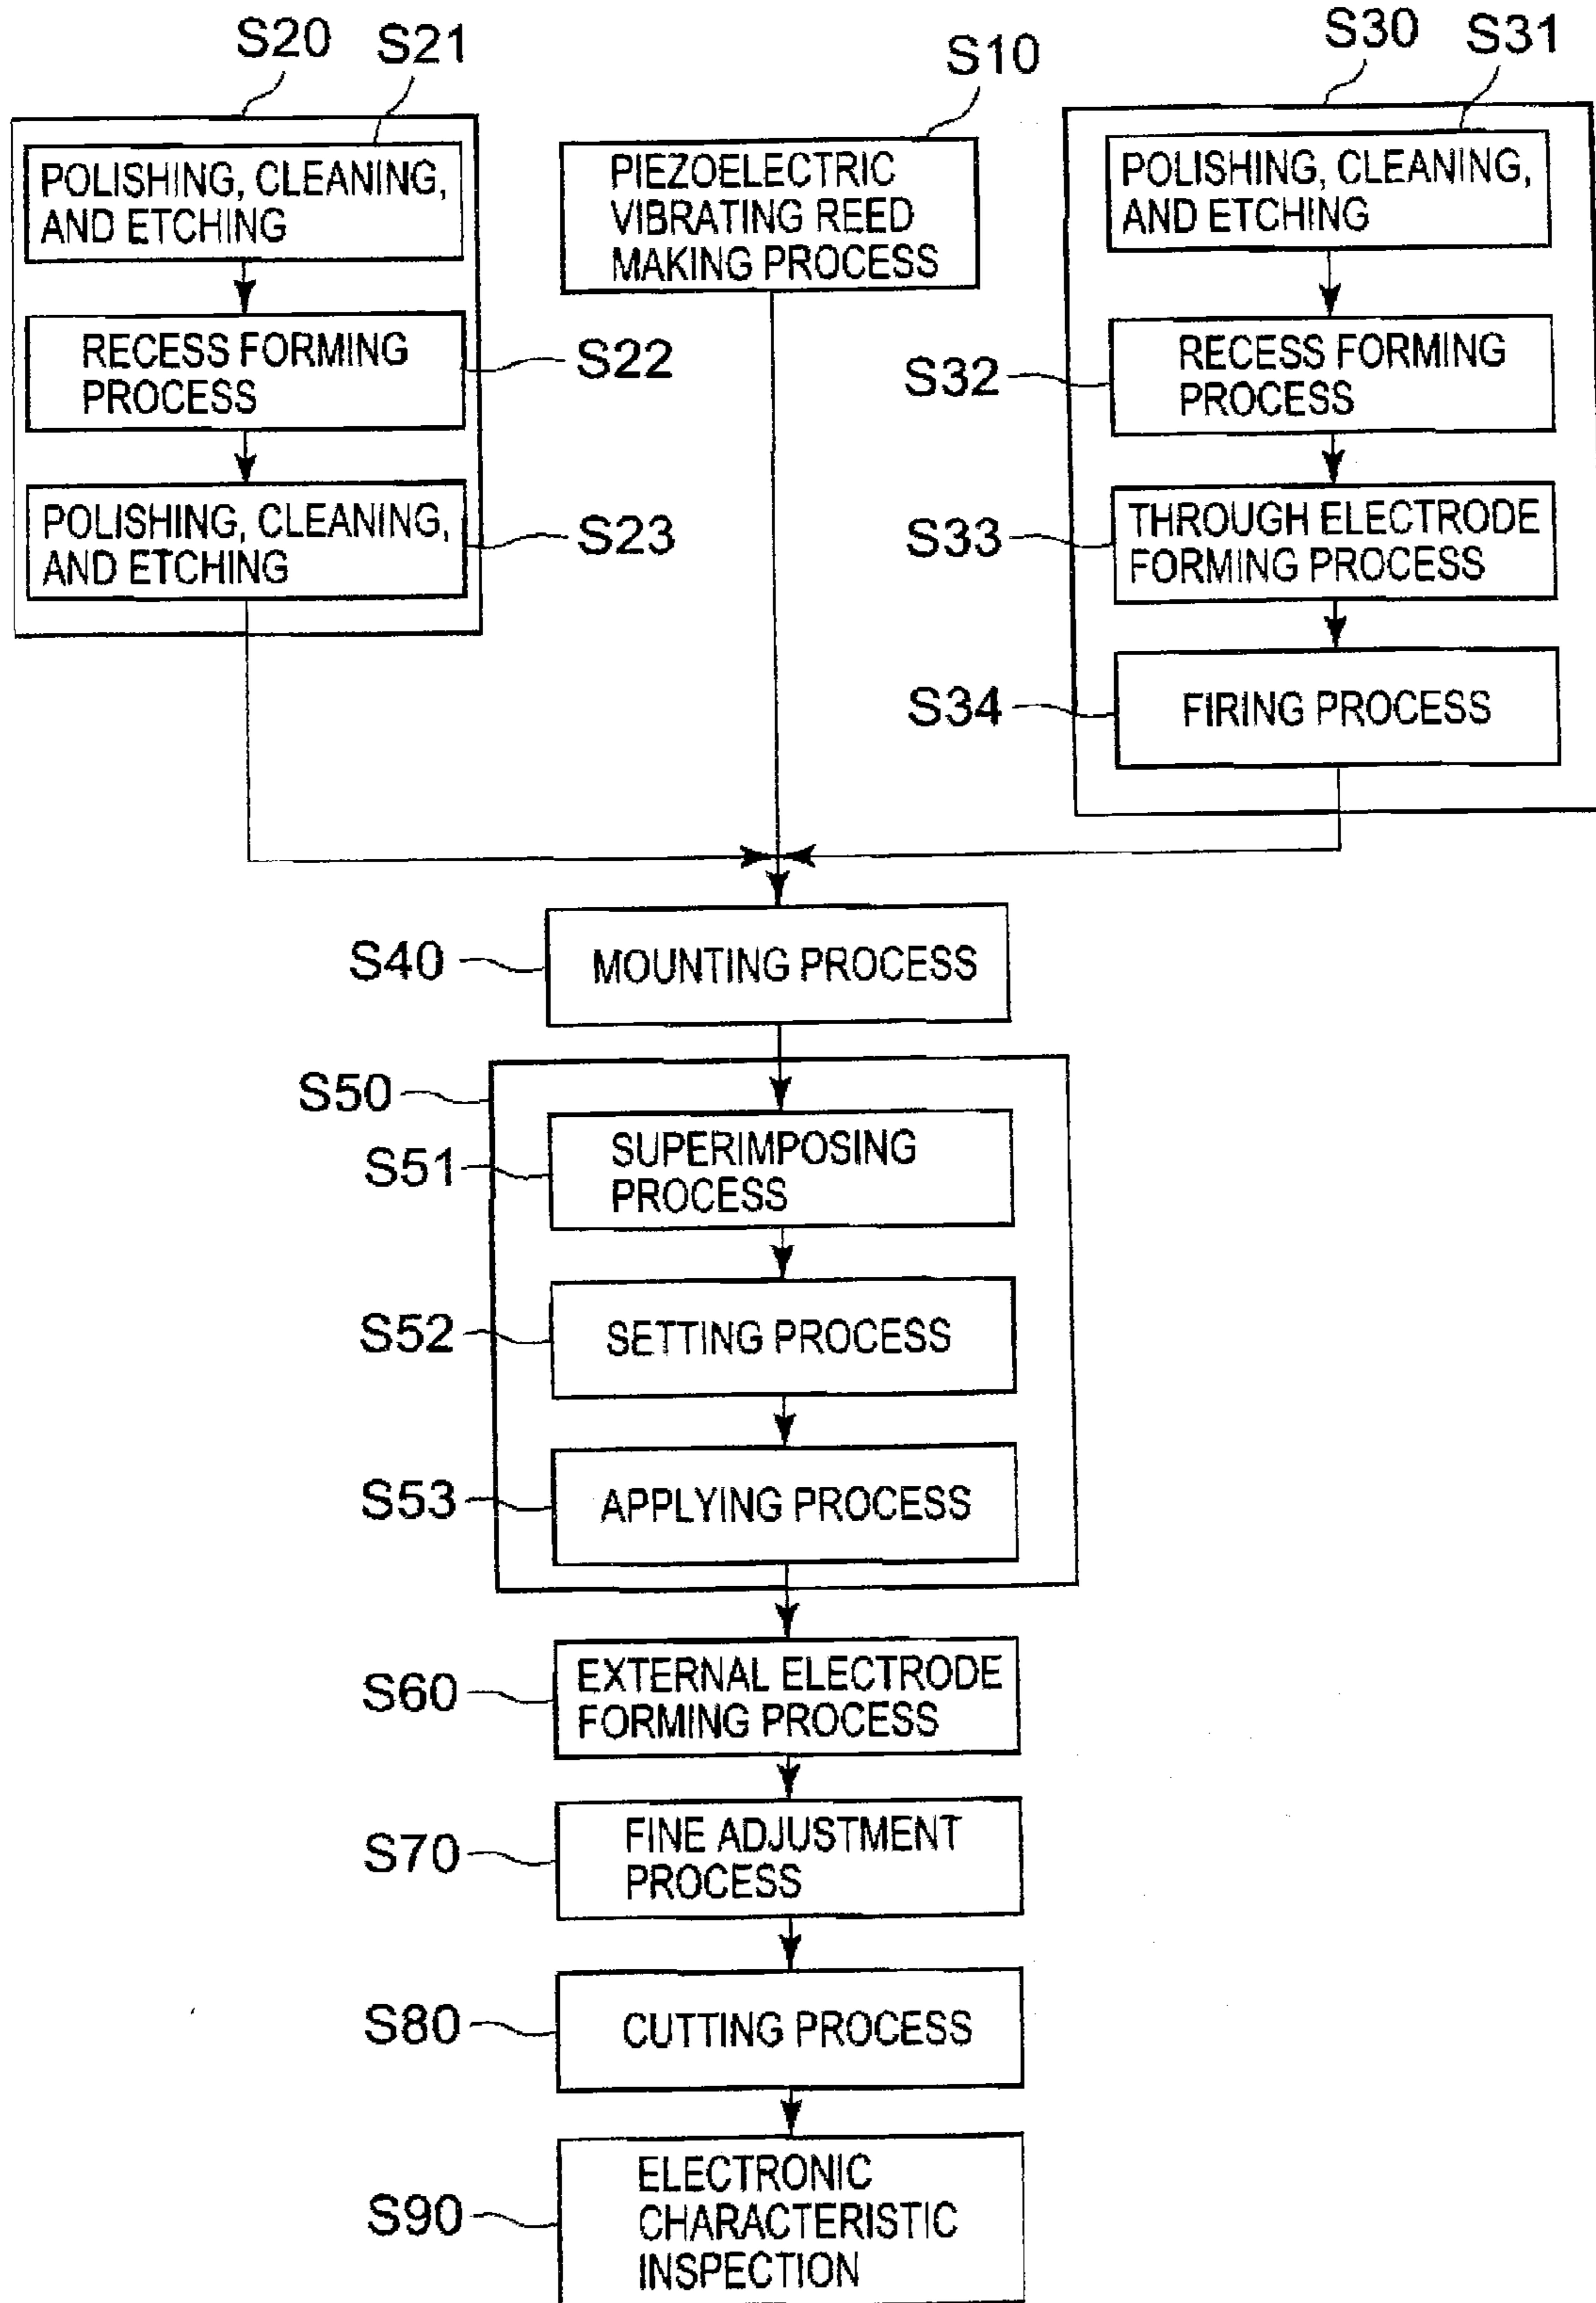 S20
S21
POLISHING, CLEANING,
AND ETCHING
RECESS FORMING
PROCESS
S22
POLISHING, CLEANING,
AND ETCHING
S23
S10
PIEZOELECTRIC
VIBRATING REED
MAKING PROCESS
S30
S31
POLISHING, CLEANING,
AND ETCHING
S32
RECESS FORMING
PROCESS
S33
THROUGH ELECTRODE
FORMING PROCESS
S34
FIRING PROCESS
S40
MOUNTING PROCESS
S50
S51
SUPERIMPOSING
PROCESS
S52
SETTING PROCESS
S53
APPLYING PROCESS
S60
EXTERNAL ELECTRODE
FORMING PROCESS
S70
FINE ADJUSTMENT
PROCESS
S80
CUTTING PROCESS
S90
ELECTRONIC
CHARACTERISTIC
INSPECTION